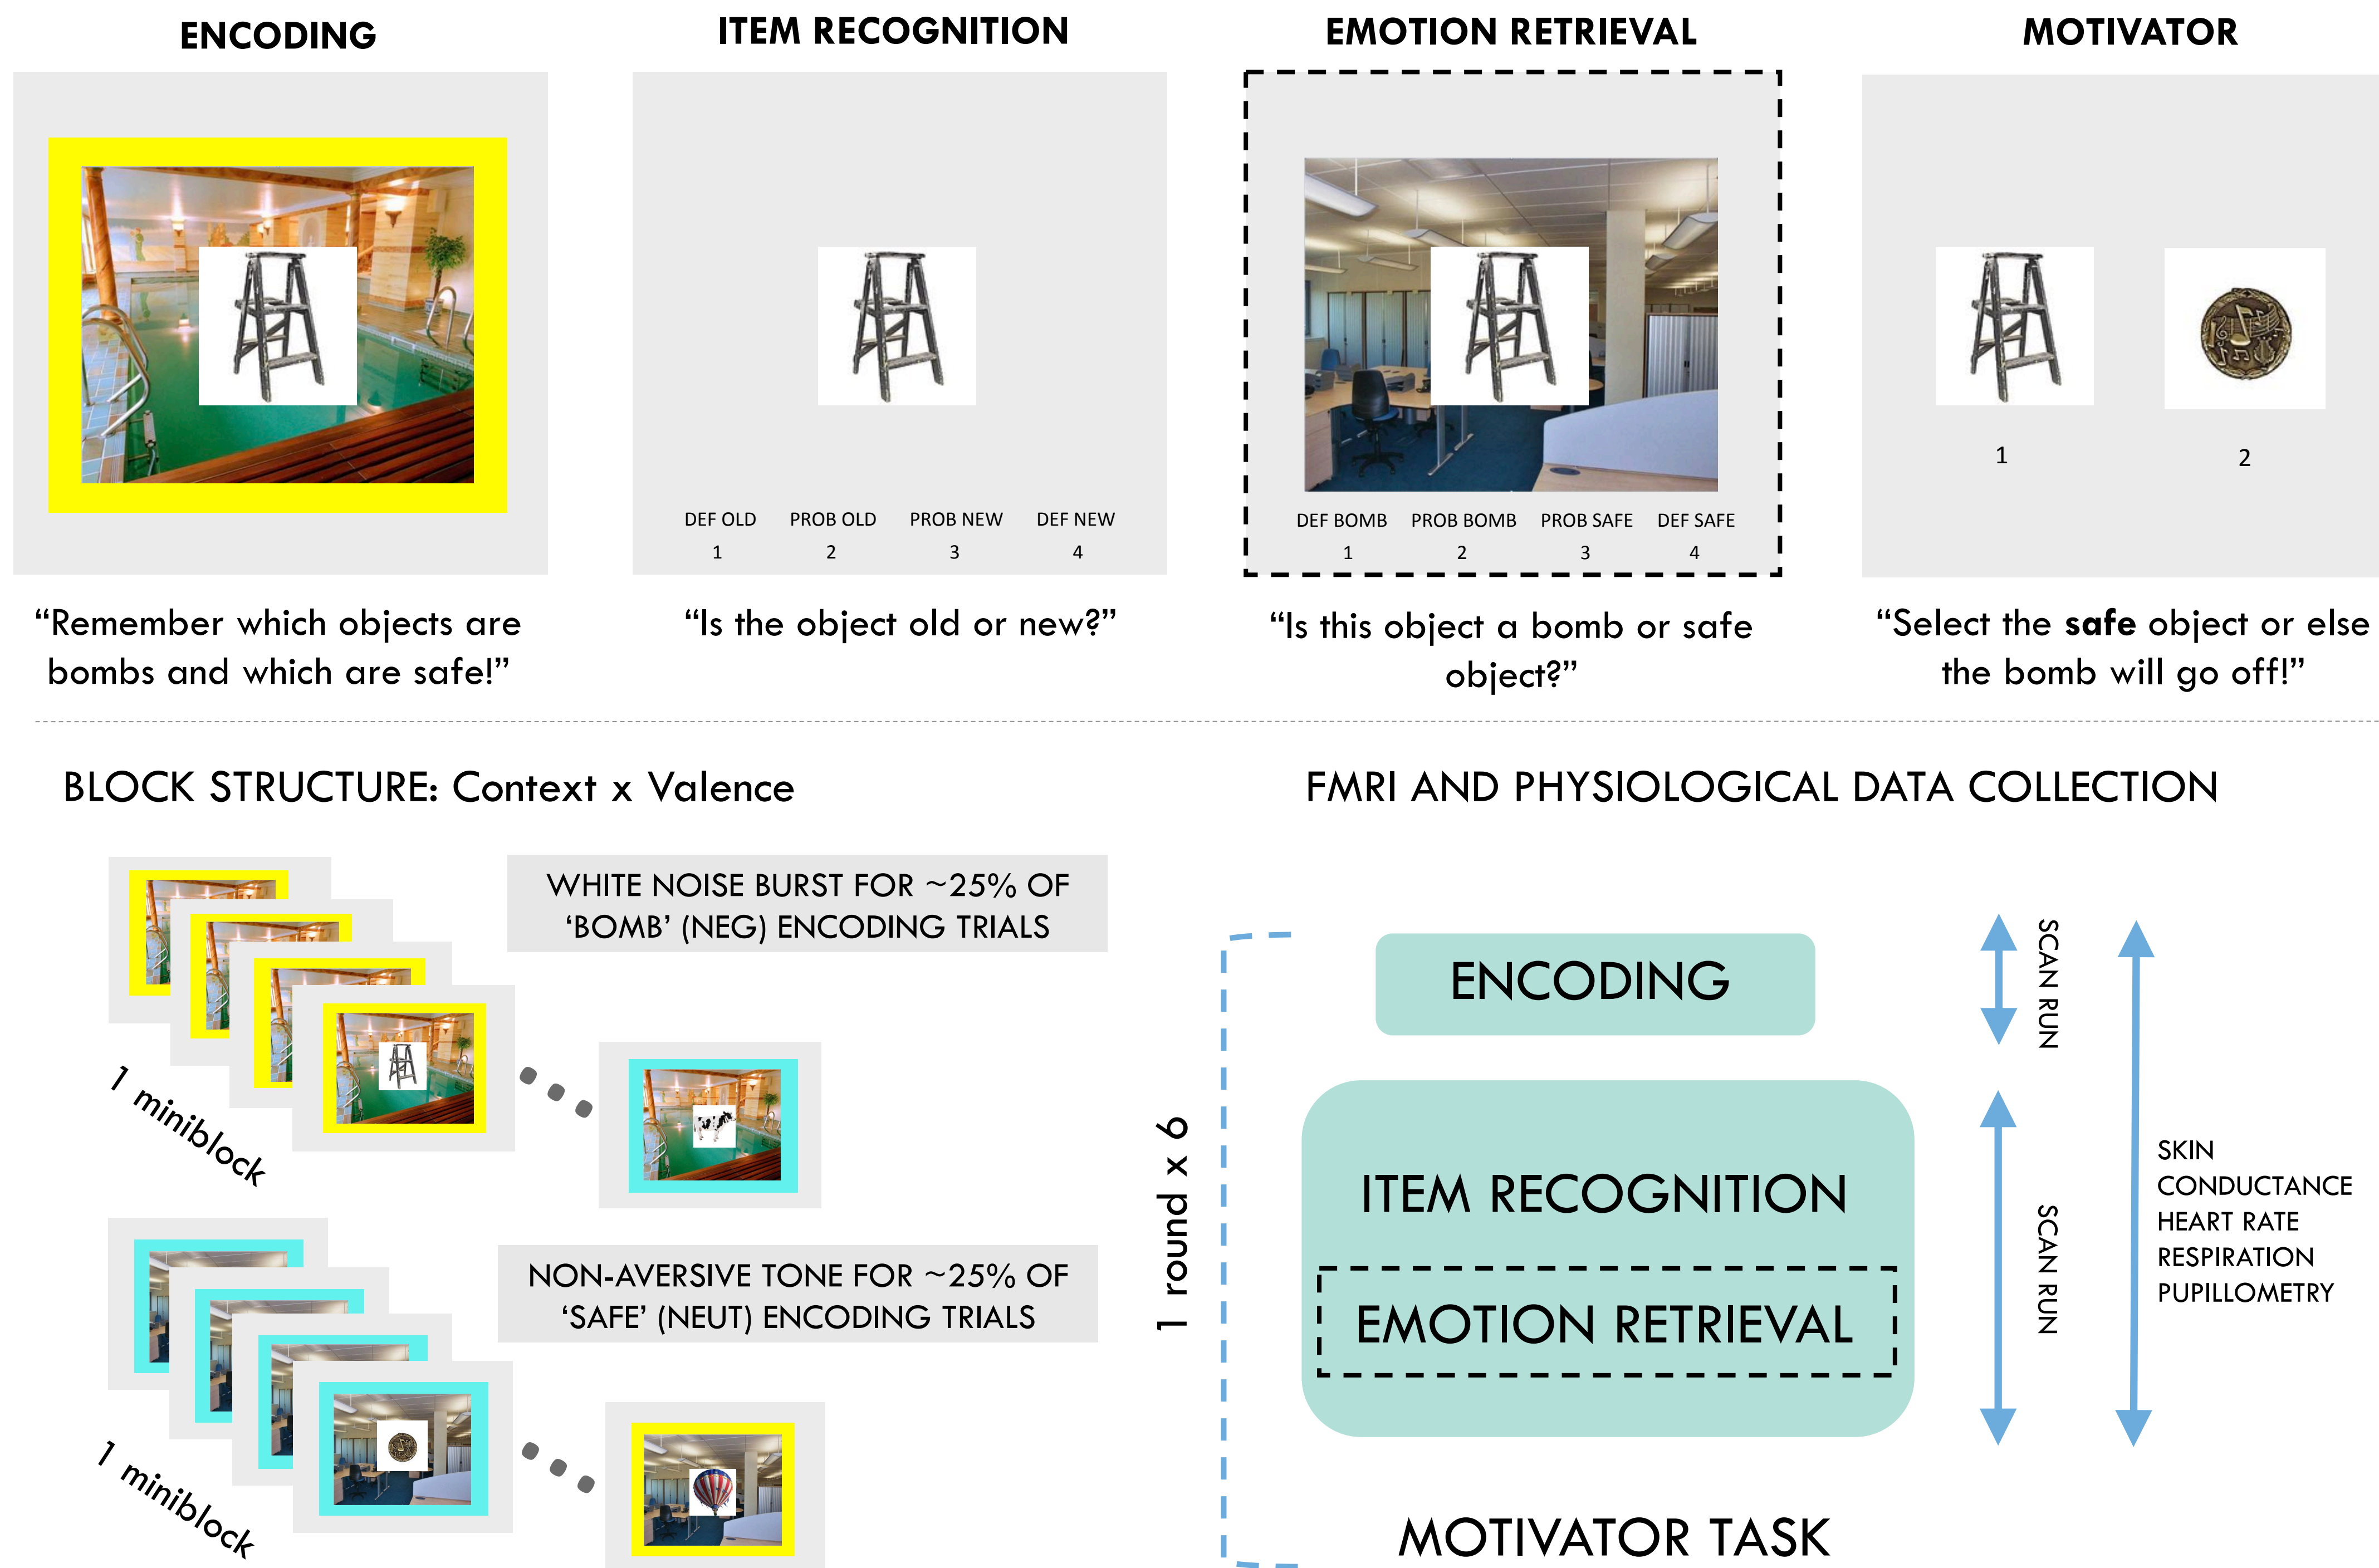 ENCODING
ITEM RECOGNITION
EMOTION RETRIEVAL
MOTIVATOR
DEF OLD PROB OLD PROB NEW DEF NEW
1 2 3 4
DEF BOMB PROB BOMB PROB SAFE DEF SAFE
1 2 3 4
1 2
“Remember which objects are
bombs and which are safe!”
“Is the object old or new?”
“Is this object a bomb or safe
object?”
“Select the safe object or else
the bomb will go off!”
BLOCK STRUCTURE: Context x Valence
WHITE NOISE BURST FOR ~25% OF
‘BOMB’ (NEG) ENCODING TRIALS
1 miniblock
NON-AVERSIVE TONE FOR ~25% OF
‘SAFE’ (NEUT) ENCODING TRIALS
1 miniblock
FMRI AND PHYSIOLOGICAL DATA COLLECTION
1 round x 6
ENCODING
ITEM RECOGNITION
EMOTION RETRIEVAL
MOTIVATOR TASK
SCAN RUN
SCAN RUN
SKIN
CONDUCTANCE
HEART RATE
RESPIRATION
PUPILLOMETRY